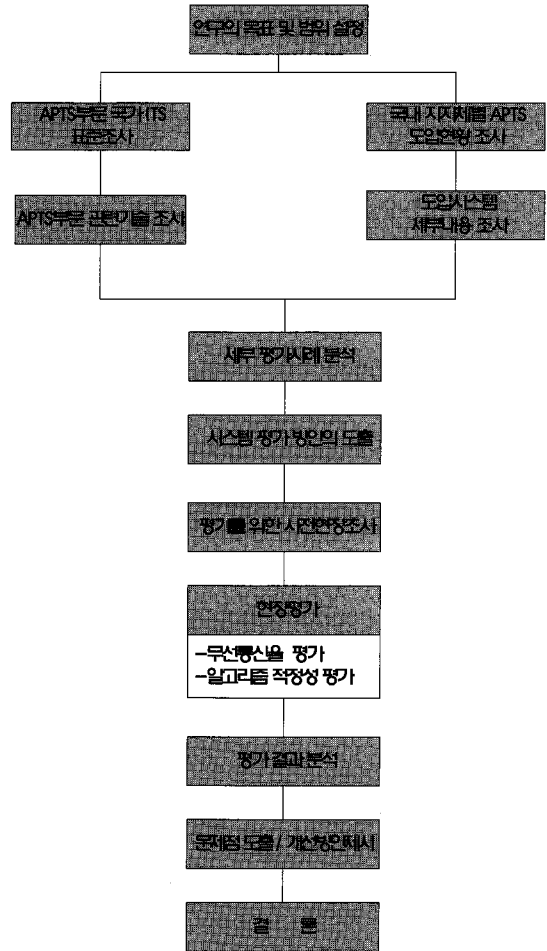 연구의 목표 및 범위 설정
APTS부문 국가 ITS
표준조사
국내 지자체별 APTS
도입현황 조사
APTS부문 관련기술 조사
도입시스템
세부내용 조사
세부 평가사례 분석
시스템 평가 방안의 도출
평가를 위한 사전현장조사
현장평가
-무선통신율 평가
-알고리즘 적정성 평가
평가 결과 분석
문제점 도출 / 개선방안제시
결 론